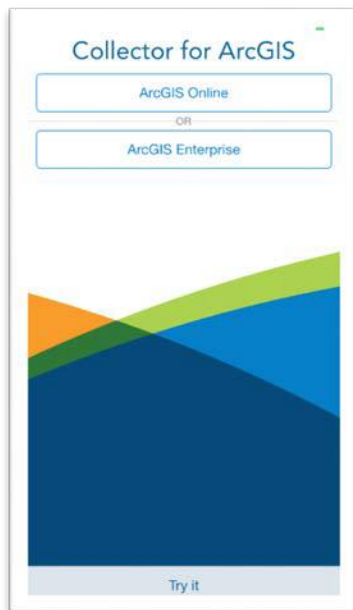 Collector for ArcGIS
ArcGIS Online
OR
ArcGIS Enterprise
Try it